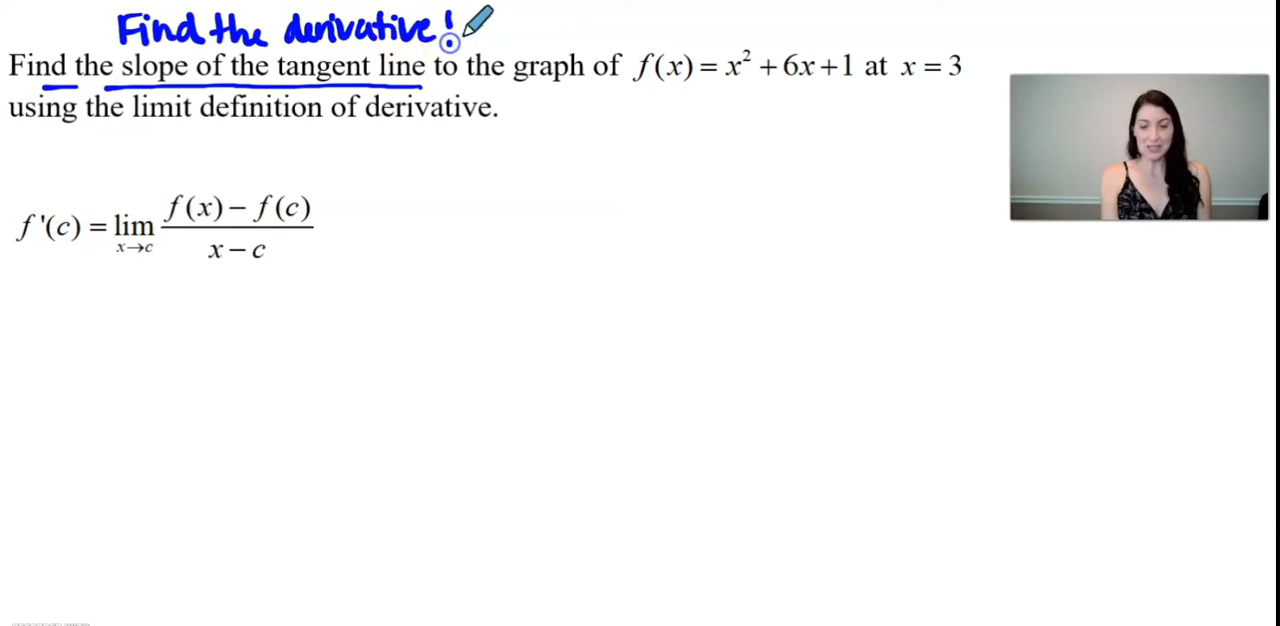 Find the derivative!
Find the slope of the tangent line to the graph of f(x) = x² + 6x + 1 at x = 3
using the limit definition of derivative.
f '(c) = lim x→c f(x) − f(c) / x − c